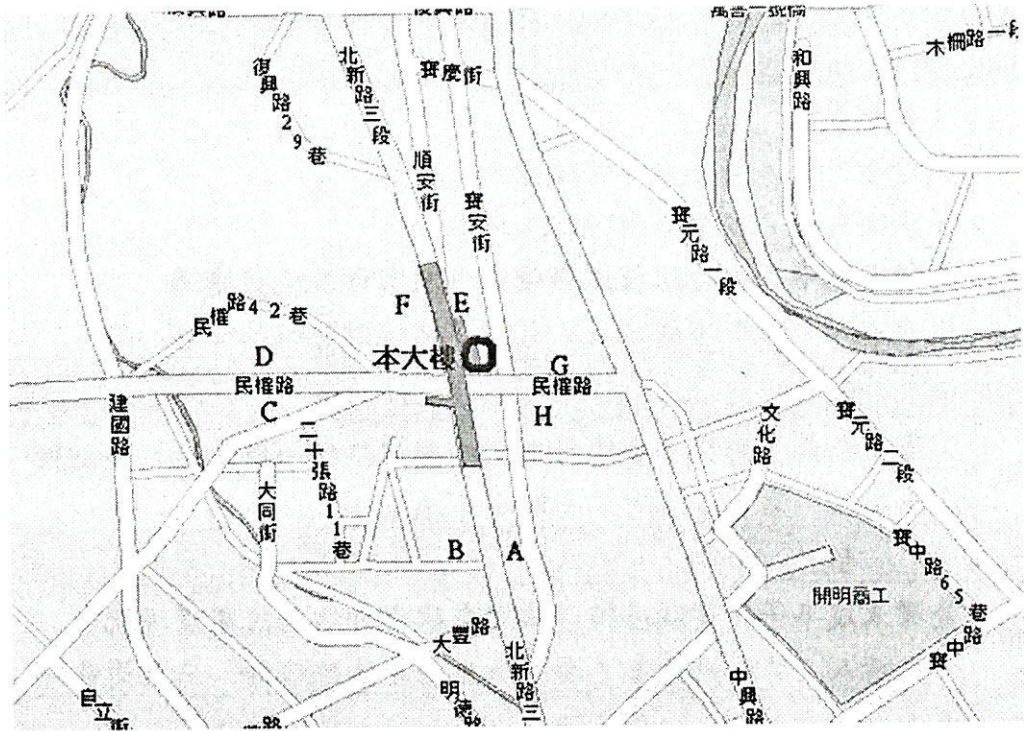 北新路三段
復興路29巷
寶慶街
順安街
寶安街
和興路
木柵路一段
寶元路一段
民權路42巷
F
E
D
本大樓
G
民權路
民權路
C
H
建國路
二十張路11巷
大同街
文化路
寶元路二段
B
A
寶中路65巷
開明商工
寶中路
大豐路
北新路三
明德路
中興路
自立街
路